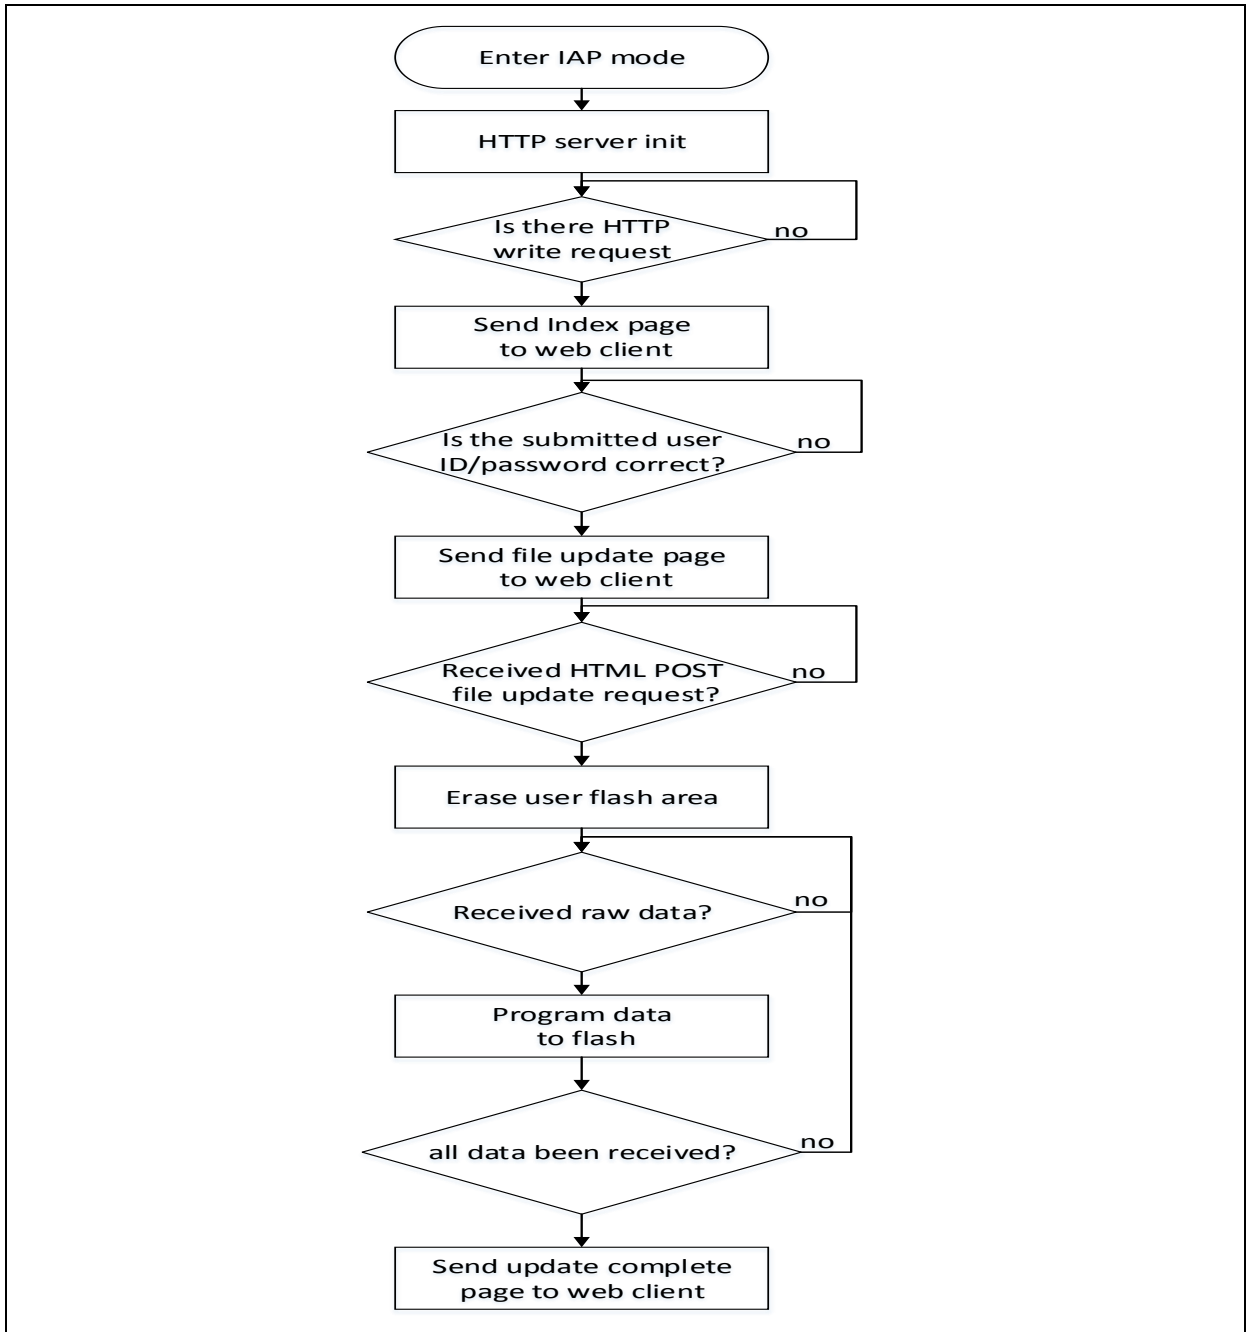 Enter IAP mode
HTTP server init
Is there HTTP
write request
no
Send Index page
to web client
Is the submitted user
ID/password correct?
no
Send file update page
to web client
Received HTML POST
file update request?
no
Erase user flash area
Received raw data?
no
Program data
to flash
all data been received?
no
Send update complete
page to web client